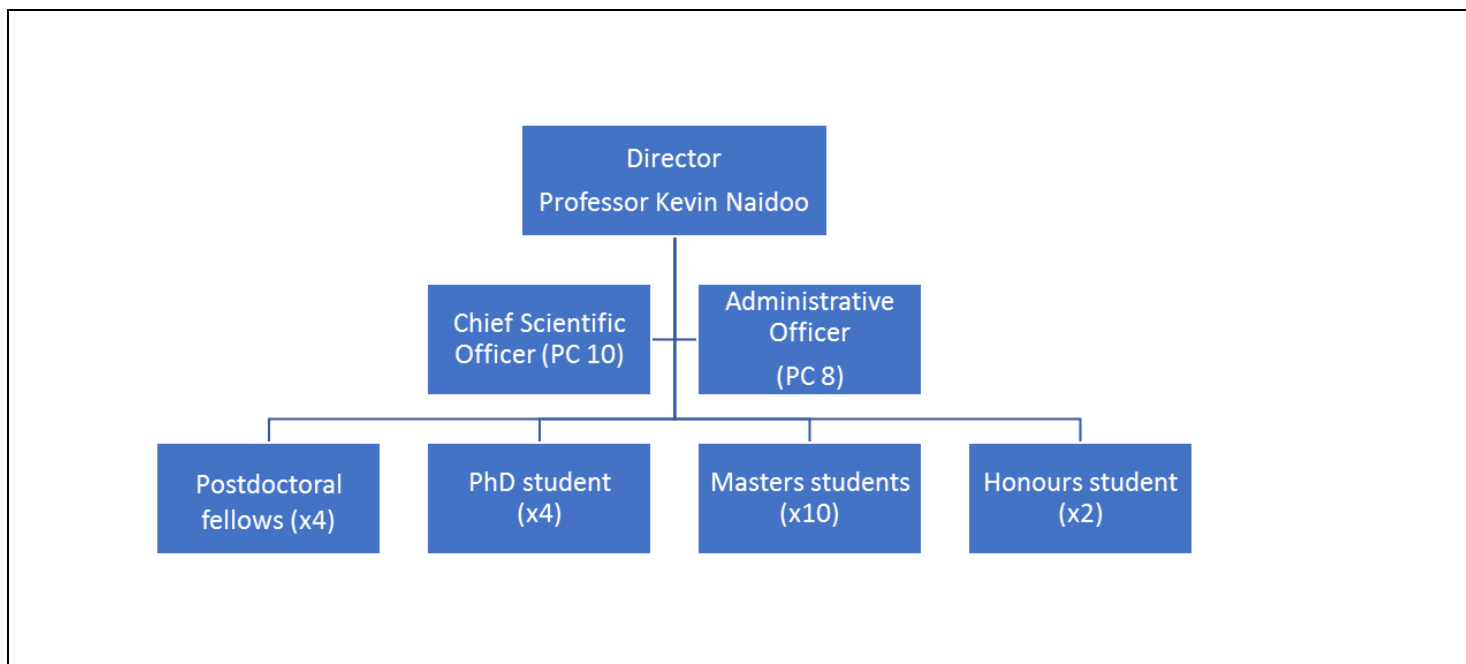 Director
Professor Kevin Naidoo
Chief Scientific
Officer (PC 10)
Administrative
Officer
(PC 8)
Postdoctoral
fellows (x4)
PhD student
(x4)
Masters students
(x10)
Honours student
(x2)